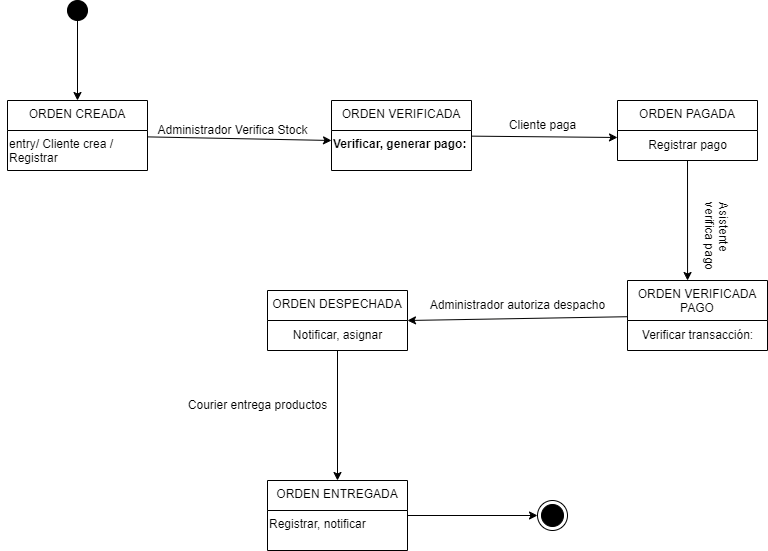 ORDEN CREADA
entry/ Cliente crea /
Registrar
Administrador Verifica Stock
ORDEN VERIFICADA
Verificar, generar pago:
Cliente paga
ORDEN PAGADA
Registrar pago
Asistente
verifica pago
ORDEN VERIFICADA
PAGO
Verificar transacción:
Administrador autoriza despacho
ORDEN DESPECHADA
Notificar, asignar
Courier entrega productos
ORDEN ENTREGADA
Registrar, notificar